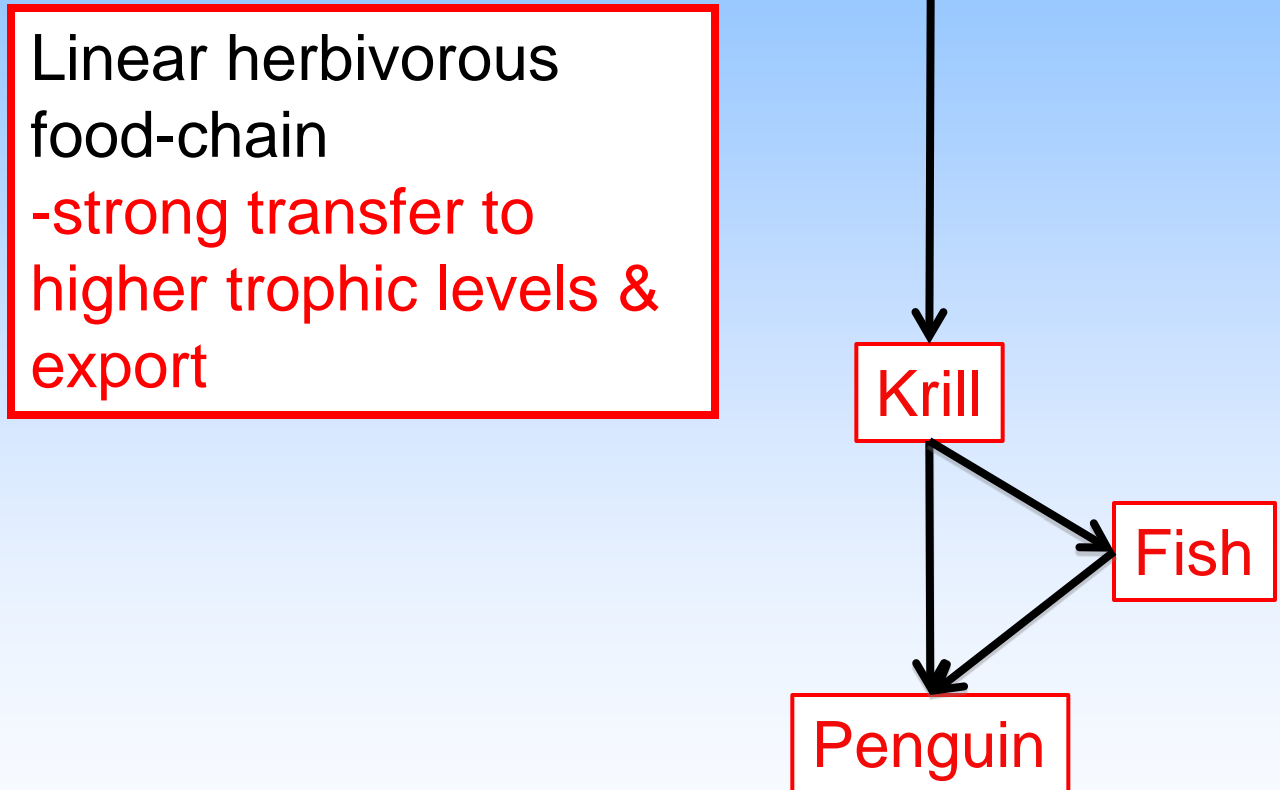 Linear herbivorous
food-chain
-strong transfer to
higher trophic levels &
export
Krill
Fish
Penguin